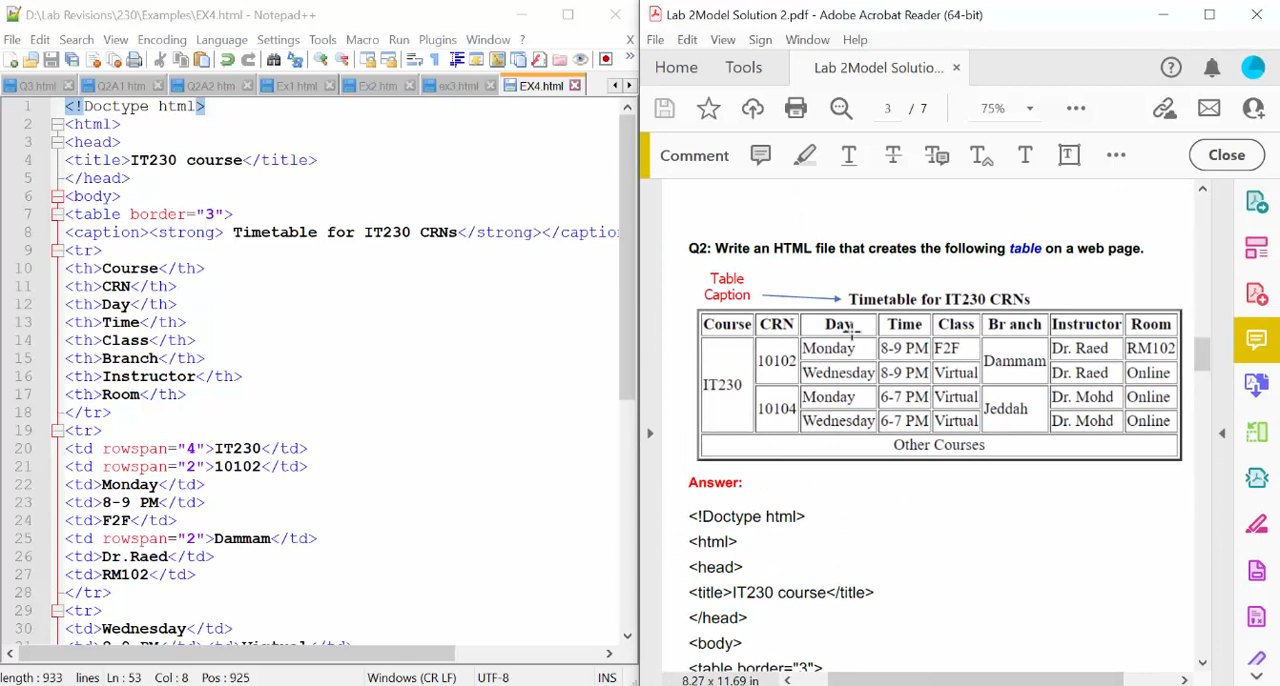 D:\Lab Revisions\230\Examples\EX4.html - Notepad++
File Edit Search View Encoding Language Settings Tools Macro Run Plugins Window ? X
Q3.html Q2A1.htm Q2A2.htm Ex1.html Ex2.htm ex3.html EX4.html
1 <!Doctype html>
2 <html>
3 <head>
4 <title>IT230 course</title>
5 </head>
6 <body>
7 <table border="3">
8 <caption><strong> Timetable for IT230 CRNs</strong></captio
9 <tr>
10 <th>Course</th>
11 <th>CRN</th>
12 <th>Day</th>
13 <th>Time</th>
14 <th>Class</th>
15 <th>Branch</th>
16 <th>Instructor</th>
17 <th>Room</th>
18 </tr>
19 <tr>
20 <td rowspan="4">IT230</td>
21 <td rowspan="2">10102</td>
22 <td>Monday</td>
23 <td>8-9 PM</td>
24 <td>F2F</td>
25 <td rowspan="2">Dammam</td>
26 <td>Dr.Raed</td>
27 <td>RM102</td>
28 </tr>
29 <tr>
30 <td>Wednesday</td>
<td>8-9 PM</td><td>Virtual</td>
length : 933 lines Ln : 53 Col : 8 Pos : 925 Windows (CR LF) UTF-8 INS
Lab 2Model Solution 2.pdf - Adobe Acrobat Reader (64-bit)
File Edit View Sign Window Help
Home Tools Lab 2Model Solutio...
3 / 7 75%
Comment Close
Q2: Write an HTML file that creates the following table on a web page.
Table
Caption
Timetable for IT230 CRNs
Course CRN Day Time Class Br anch Instructor Room
IT230 10102 Monday 8-9 PM F2F Dammam Dr. Raed RM102
Wednesday 8-9 PM Virtual Dr. Raed Online
10104 Monday 6-7 PM Virtual Jeddah Dr. Mohd Online
Wednesday 6-7 PM Virtual Dr. Mohd Online
Other Courses
Answer:
<!Doctype html>
<html>
<head>
<title>IT230 course</title>
</head>
<body>
<table border="3">
8.27 x 11.69 in